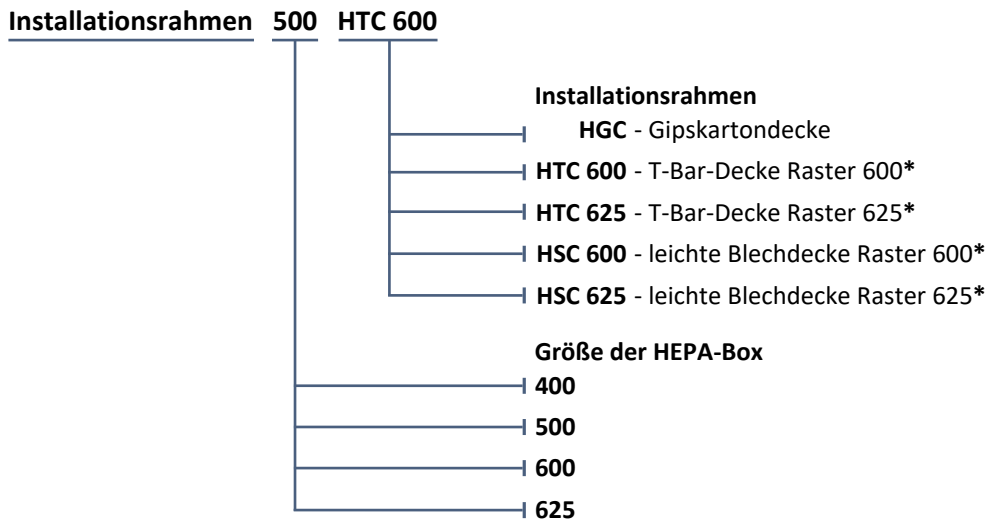 Installationsrahmen 500 HTC 600
Installationsrahmen
HGC - Gipskartondecke
HTC 600 - T-Bar-Decke Raster 600*
HTC 625 - T-Bar-Decke Raster 625*
HSC 600 - leichte Blechdecke Raster 600*
HSC 625 - leichte Blechdecke Raster 625*
Größe der HEPA-Box
400
500
600
625